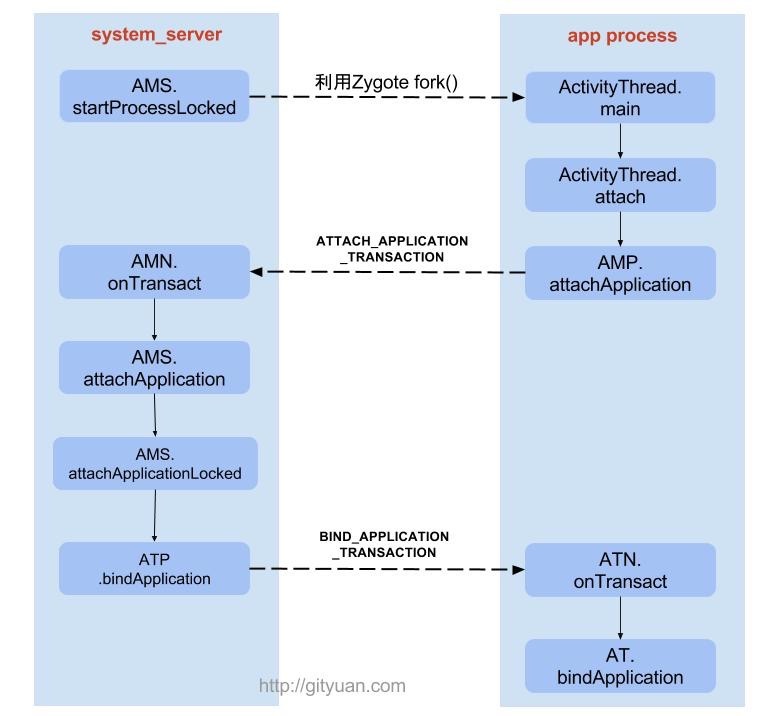 system_server
app process
AMS.
startProcessLocked
利用Zygote fork()
ActivityThread.
main
ActivityThread.
attach
AMP.
attachApplication
ATTACH_APPLICATION
_TRANSACTION
AMN.
onTransact
AMS.
attachApplication
AMS.
attachApplicationLocked
ATP
.bindApplication
BIND_APPLICATION
_TRANSACTION
ATN.
onTransact
AT.
bindApplication
http://gityuan.com